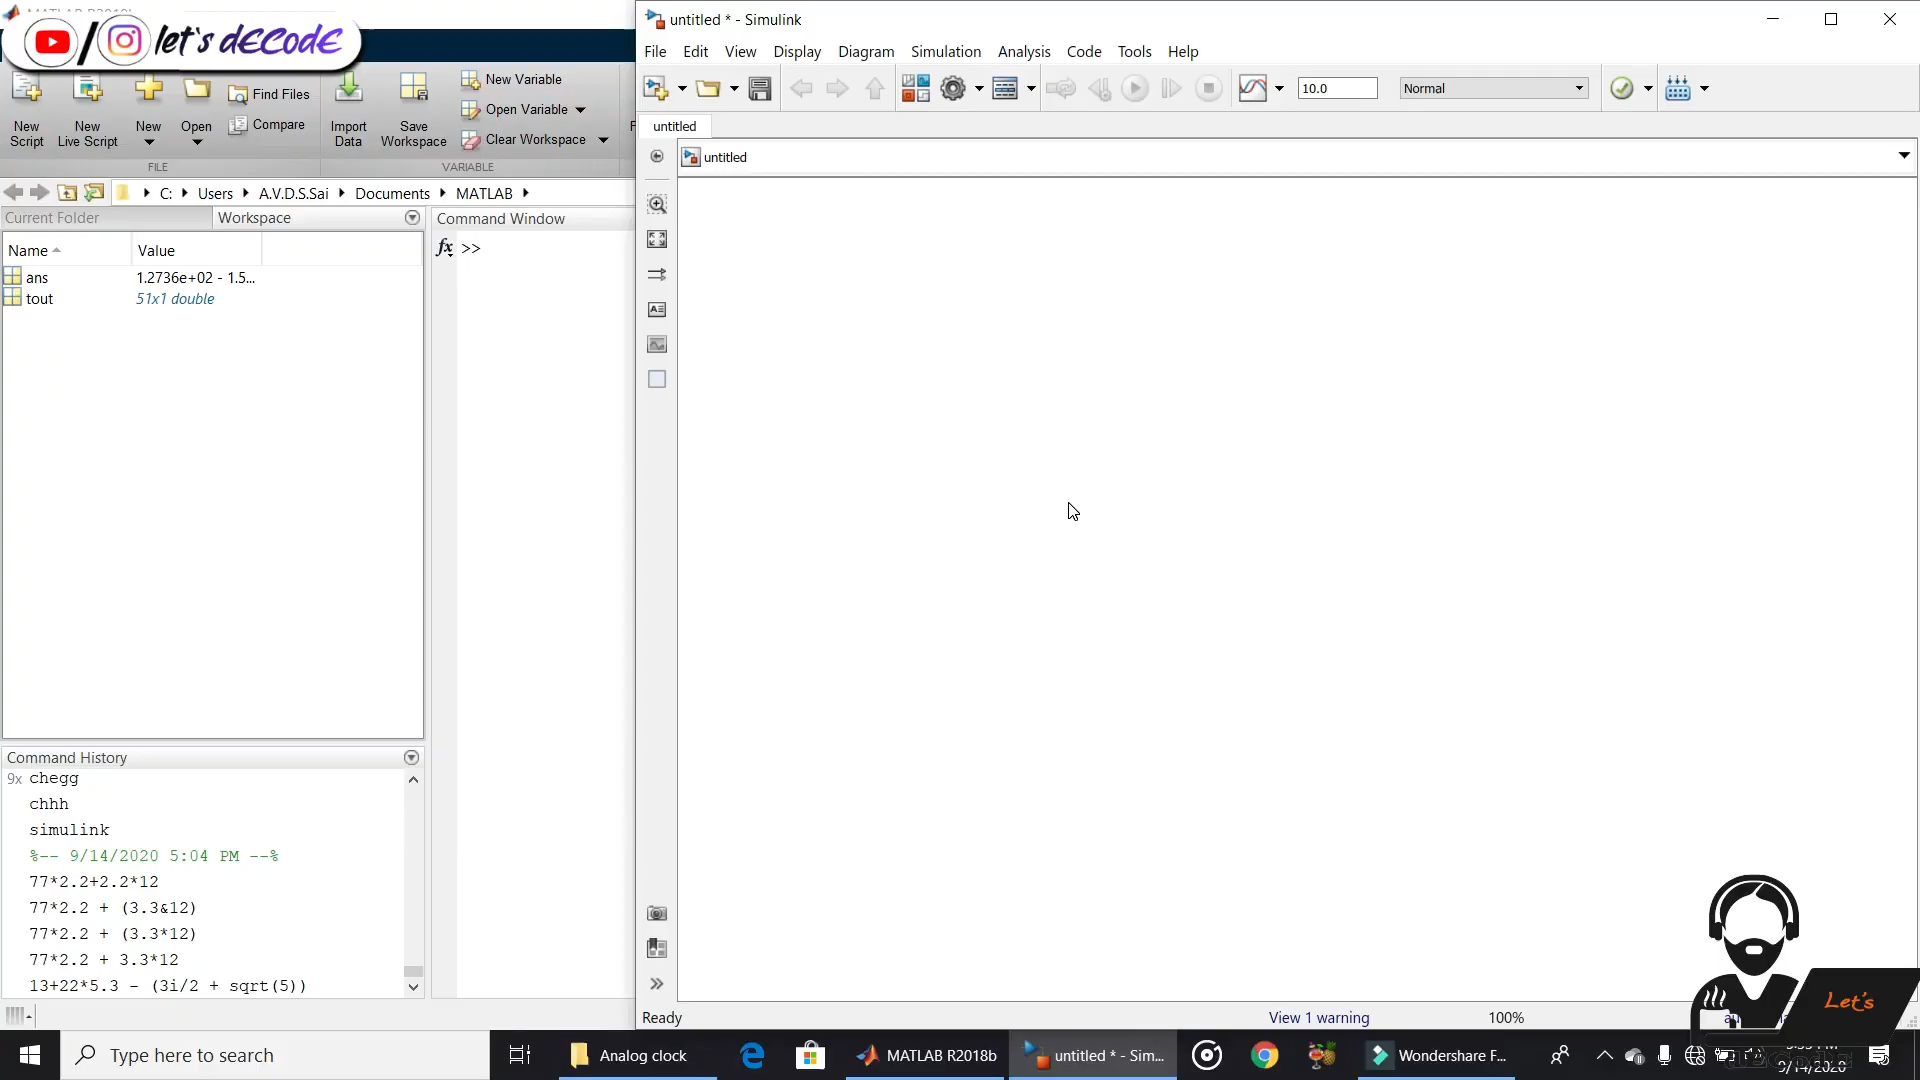 let's dECodE
untitled * - Simulink
File Edit View Display Diagram Simulation Analysis Code Tools Help
New Script
New Live Script
New
Open
Find Files
Compare
FILE
Import Data
Save Workspace
New Variable
Open Variable
Clear Workspace
VARIABLE
10.0
Normal
untitled
untitled
C: Users A.V.D.S.Sai Documents MATLAB
Current Folder
Workspace
Name Value
ans 1.2736e+02 - 1.5...
tout 51x1 double
Command Window
fx >>
Command History
9x chegg
chhh
simulink
%-- 9/14/2020 5:04 PM --%
77*2.2+2.2*12
77*2.2 + (3.3&12)
77*2.2 + (3.3*12)
77*2.2 + 3.3*12
13+22*5.3 - (3i/2 + sqrt(5))
Ready
View 1 warning
100%
Let's
Type here to search
Analog clock
MATLAB R2018b
untitled * - Sim...
Wondershare F...
9/14/2020